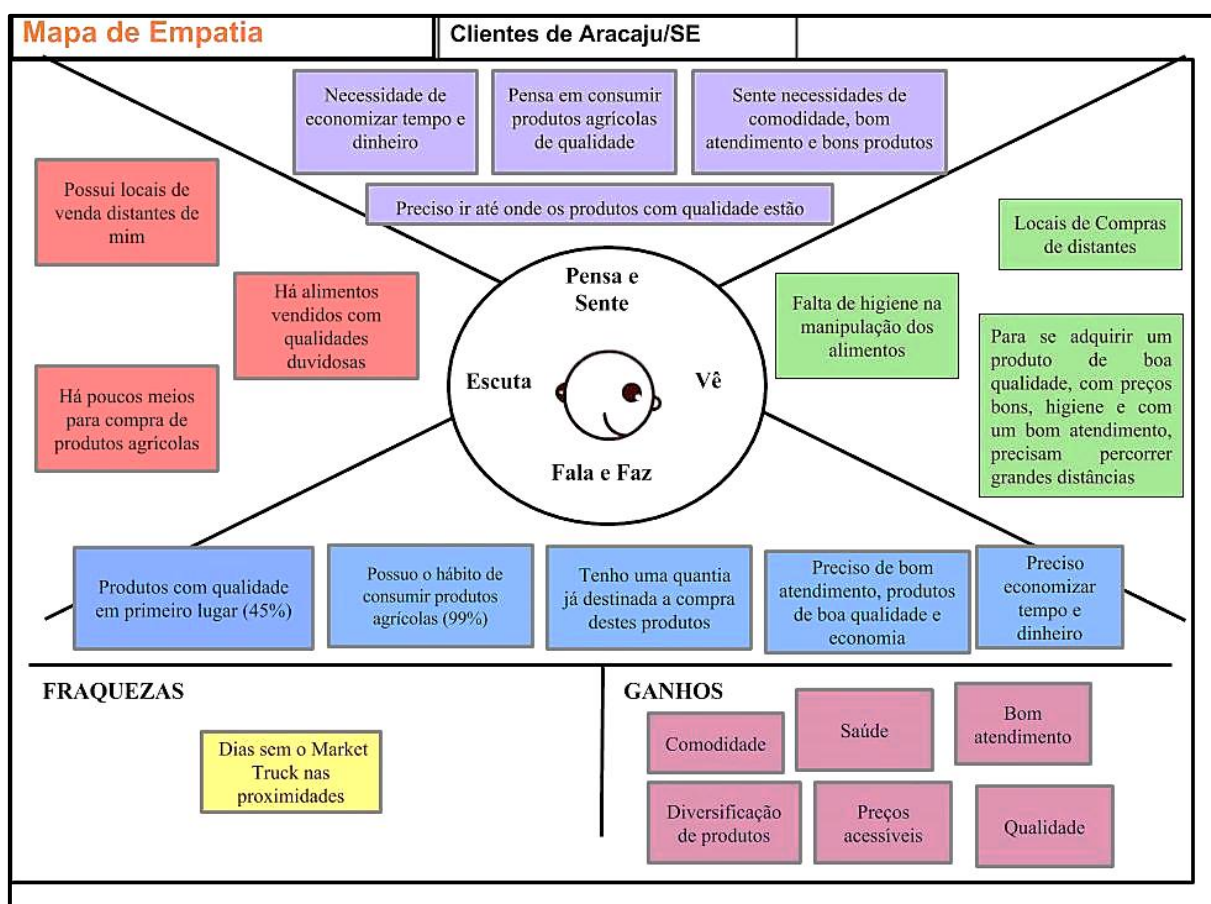 Mapa de Empatia
Clientes de Aracaju/SE
Necessidade de
economizar tempo e
dinheiro
Pensa em consumir
produtos agrícolas
de qualidade
Sente necessidades de
comodidade, bom
atendimento e bons produtos
Preciso ir até onde os produtos com qualidade estão
Possui locais de
venda distantes de
mim
Há alimentos
vendidos com
qualidades
duvidosas
Há poucos meios
para compra de
produtos agrícolas
Pensa e
Sente
Escuta
Vê
Fala e Faz
Locais de Compras
de distantes
Falta de higiene na
manipulação dos
alimentos
Para se adquirir um
produto de boa
qualidade, com preços
bons, higiene e com
um bom atendimento,
precisam percorrer
grandes distâncias
Produtos com qualidade
em primeiro lugar (45%)
Possuo o hábito de
consumir produtos
agrícolas (99%)
Tenho uma quantia
já destinada a compra
destes produtos
Preciso de bom
atendimento, produtos
de boa qualidade e
economia
Preciso
economizar
tempo e
dinheiro
FRAQUEZAS
Dias sem o Market
Truck nas
proximidades
GANHOS
Comodidade
Saúde
Bom
atendimento
Diversificação
de produtos
Preços
acessíveis
Qualidade